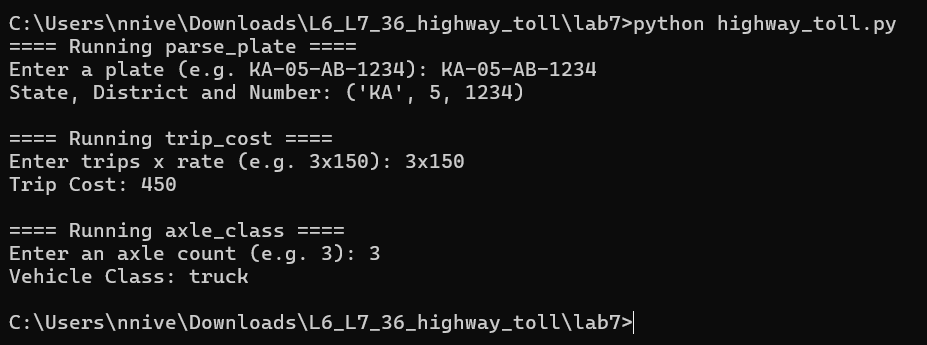 C:\Users\nnive\Downloads\L6_L7_36_highway_toll\lab7>python highway_toll.py
==== Running parse_plate ====
Enter a plate (e.g. KA-05-AB-1234): KA-05-AB-1234
State, District and Number: ('KA', 5, 1234)
==== Running trip_cost ====
Enter trips x rate (e.g. 3x150): 3x150
Trip Cost: 450
==== Running axle_class ====
Enter an axle count (e.g. 3): 3
Vehicle Class: truck
C:\Users\nnive\Downloads\L6_L7_36_highway_toll\lab7>